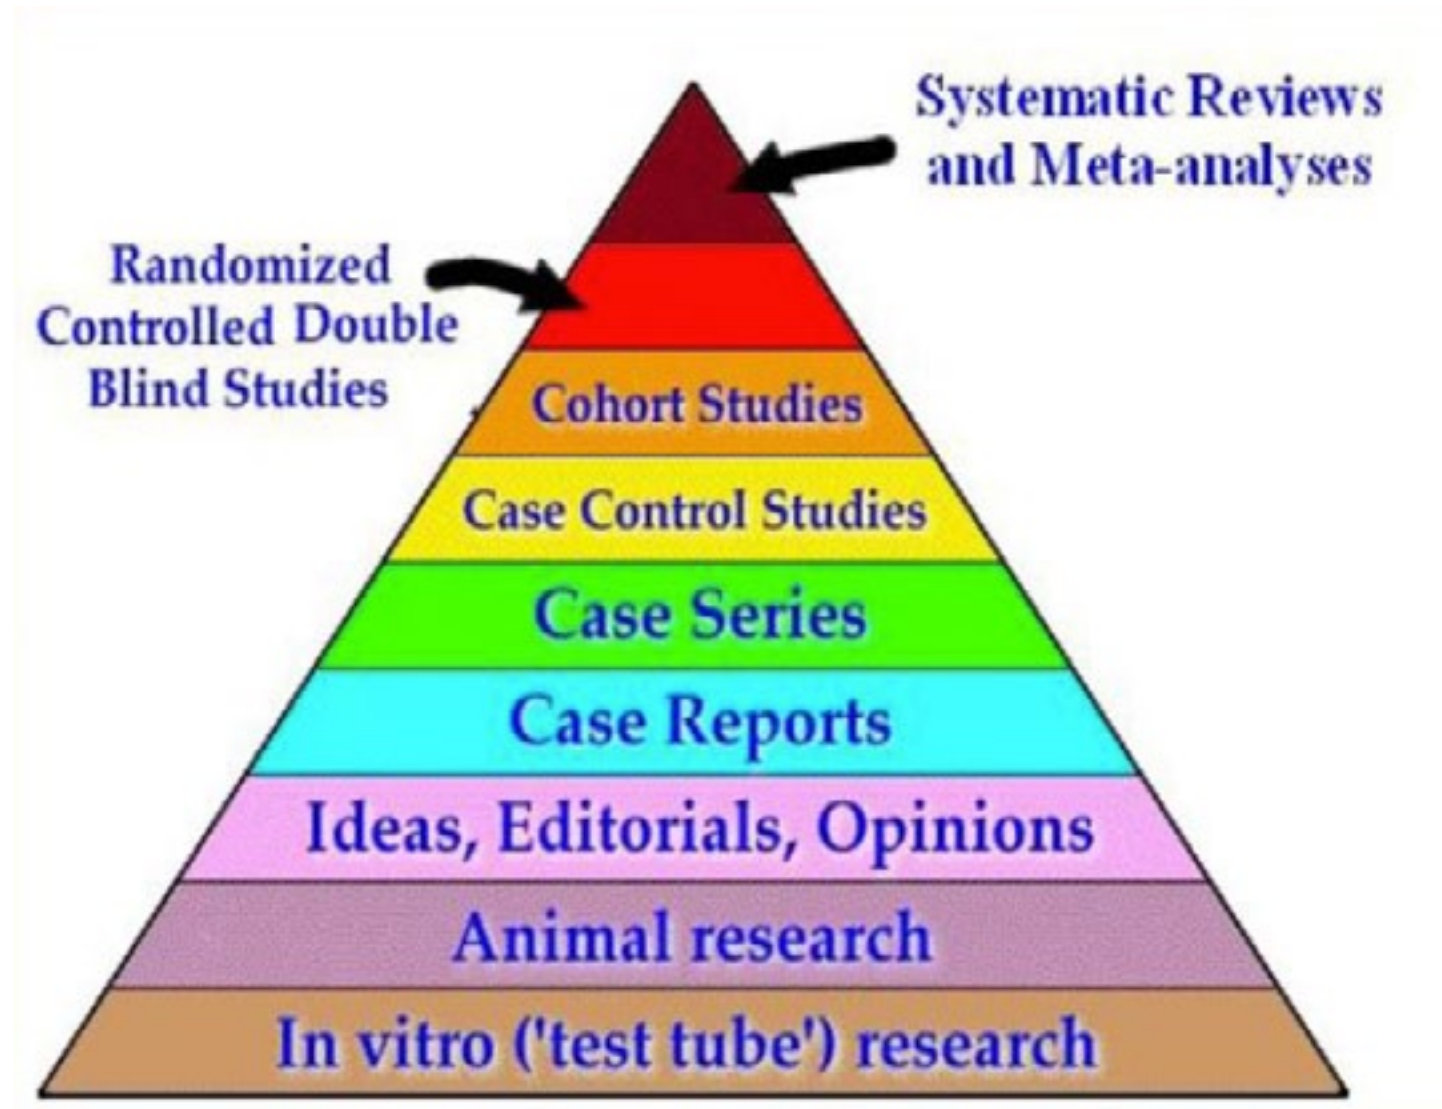 Systematic Reviews
and Meta-analyses
Randomized
Controlled Double
Blind Studies
Cohort Studies
Case Control Studies
Case Series
Case Reports
Ideas, Editorials, Opinions
Animal research
In vitro ('test tube') research